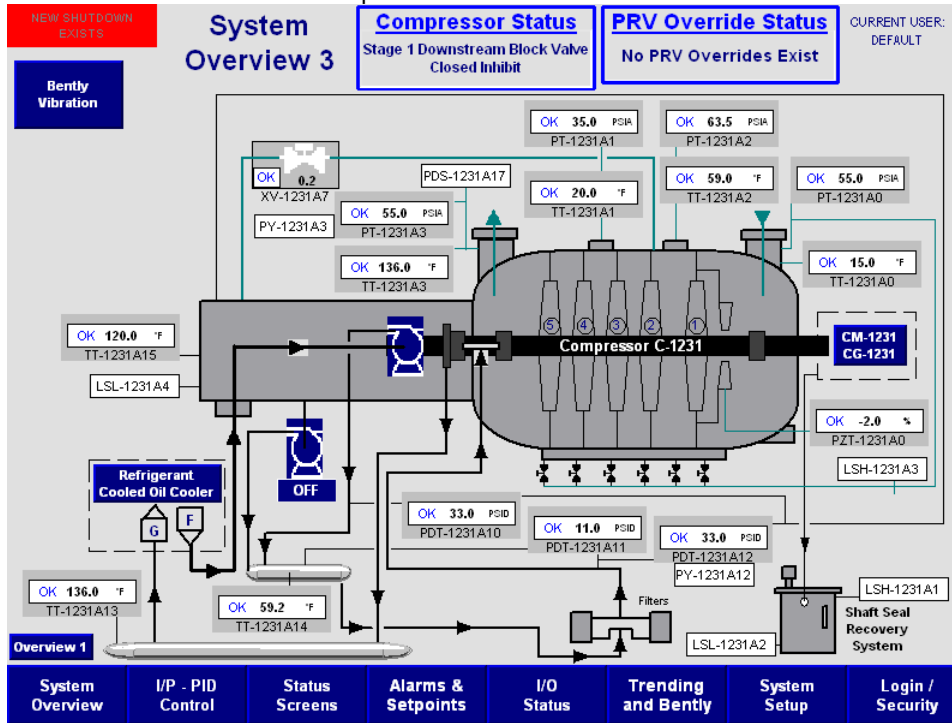 NEW SHUTDOWN
EXISTS
System
Overview 3
Compressor Status
Stage 1 Downstream Block Valve
Closed Inhibit
PRV Override Status
No PRV Overrides Exist
CURRENT USER:
DEFAULT
Bently
Vibration
OK 35.0 PSIA
PT-1231A1
OK 63.5 PSIA
PT-1231A2
OK 0.2
XV-1231A7
PDS-1231A17
OK 20.0 °F
TT-1231A1
OK 59.0 °F
TT-1231A2
OK 55.0 PSIA
PT-1231A0
PY-1231A3
OK 55.0 PSIA
PT-1231A3
OK 136.0 °F
TT-1231A3
OK 15.0 °F
TT-1231A0
OK 120.0 °F
TT-1231A15
LSL-1231A4
5 4 3 2 1
Compressor C-1231
CM-1231
CG-1231
OK -2.0 %
PZT-1231A0
LSH-1231A3
Refrigerant
Cooled Oil Cooler
OFF
G
F
OK 33.0 PSID
PDT-1231A10
OK 11.0 PSID
PDT-1231A11
OK 33.0 PSID
PDT-1231A12
PY-1231A12
OK 136.0 °F
TT-1231A13
OK 59.2 °F
TT-1231A14
Filters
LSH-1231A1
Shaft Seal
Recovery
System
LSL-1231A2
Overview 1
System
Overview
I/P - PID
Control
Status
Screens
Alarms &
Setpoints
I/O
Status
Trending
and Bently
System
Setup
Login /
Security